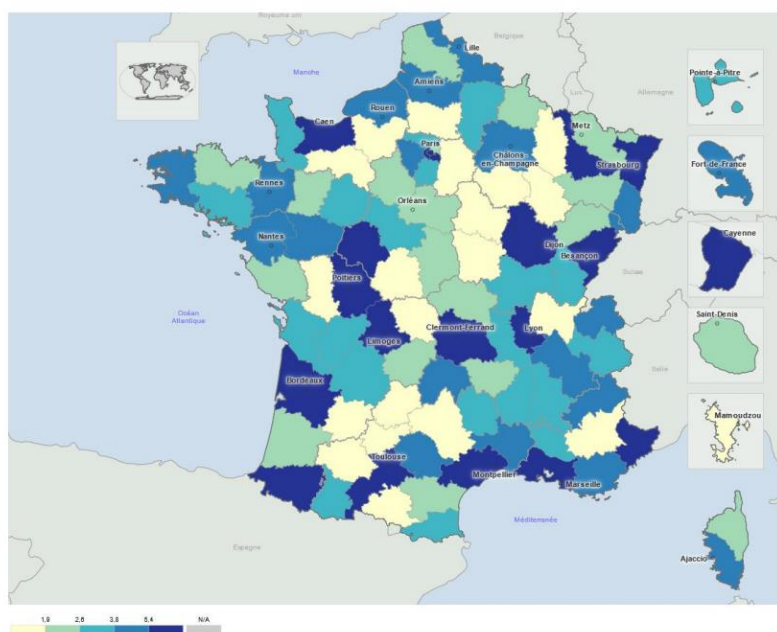 Royaume uni
Belgique
Lille
Manche
Amiens
Lux
Allemagne
Pointe-à-Pitre
Rouen
Caen
Metz
Paris
Châlons
en-Champagne
Strasbourg
Fort-de-France
Rennes
Orléans
Nantes
Dijon
Besançon
Cayenne
Poitiers
Suisse
Océan
Atlantique
Saint-Denis
Clermont-Ferrand
Lyon
Limoges
Italie
Bordeaux
Mamoudzou
Toulouse
Montpellier
Marseille
Méditerranée
Espagne
Ajaccio
1,9 2,6 3,8 5,4 N/A